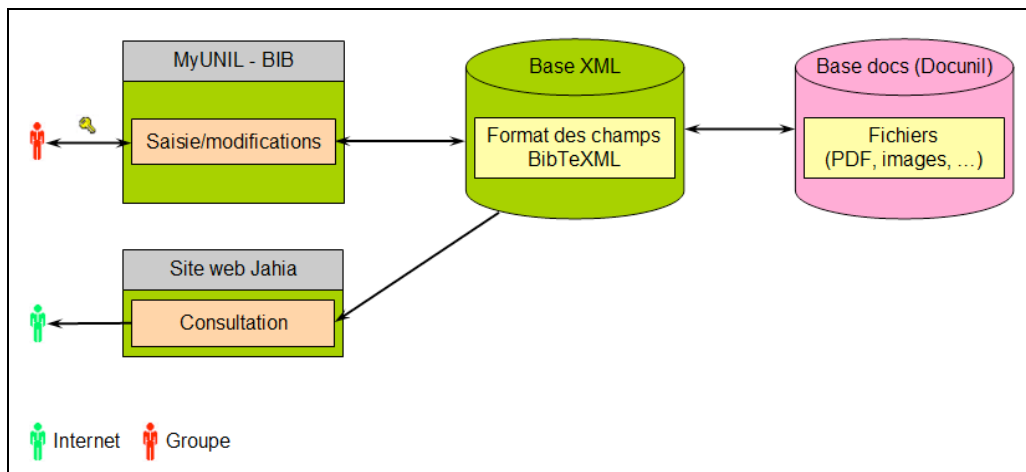 MyUNIL - BIB
Saisie/modifications
Base XML
Format des champs
BibTeXML
Base docs (Docunil)
Fichiers
(PDF, images, …)
Site web Jahia
Consultation
Internet
Groupe